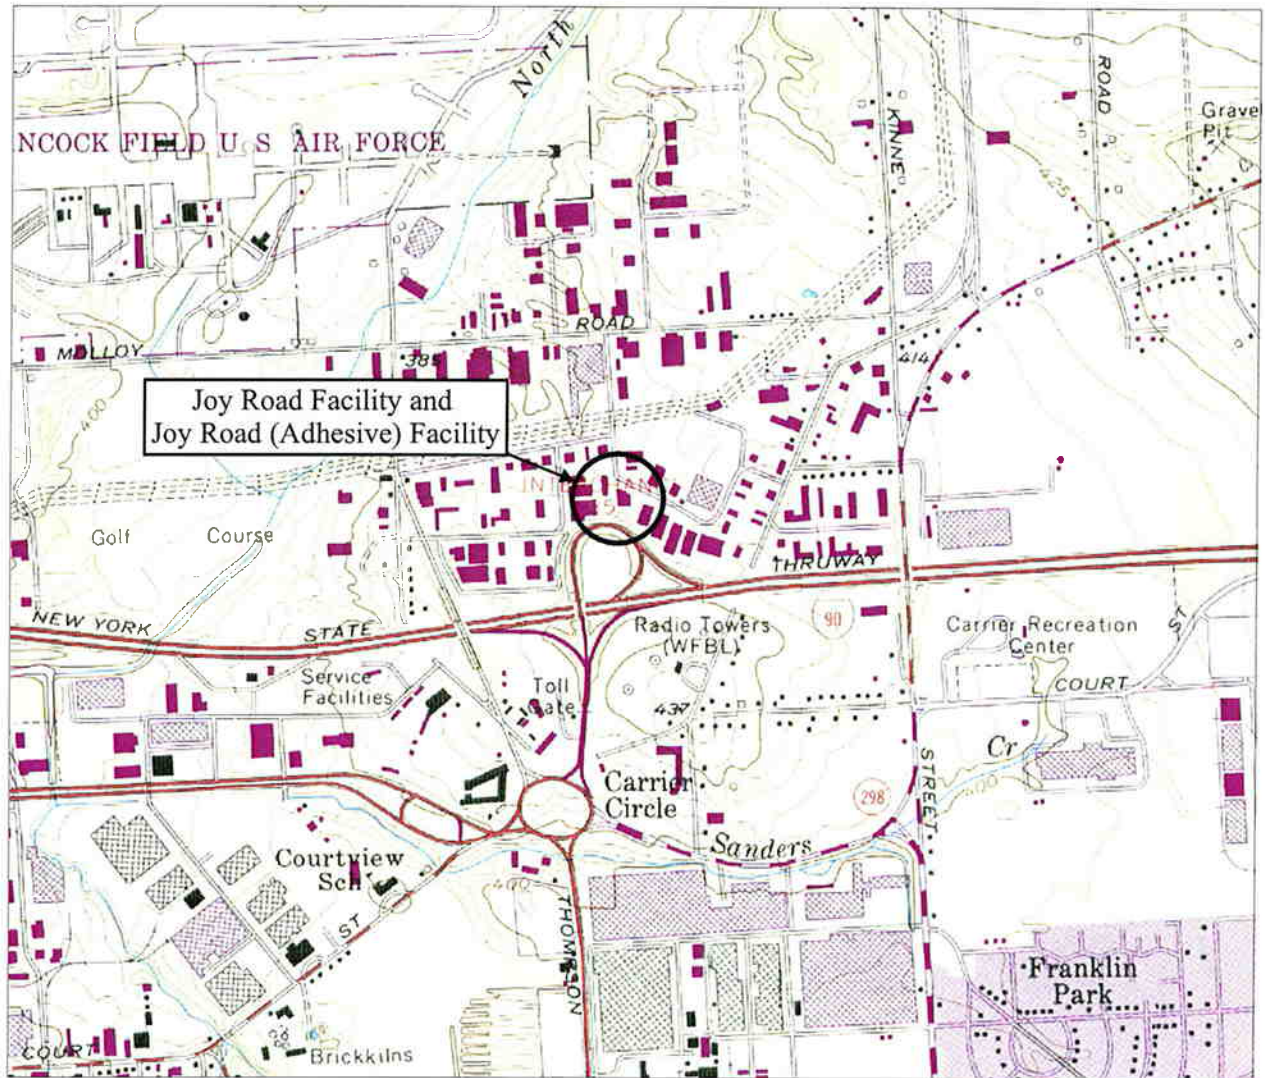 North
ROAD
Gravel
Pit
KINNE
NCOCK FIELD U S AIR FORCE
425
ROAD
MOLLOY
385
414
400
Joy Road Facility and
Joy Road (Adhesive) Facility
Golf Course
THRUWAY
NEW YORK
STATE
90
Radio Towers
(WFBL)
Carrier Recreation
Center
ST
Service
Facilities
Toll
Gate
COURT
437
Cr
STREET
400
Carrier
Circle
298
Sanders
Courtview
Sch
400
ST
THOMPSON
Franklin
Park
COURT
Brickkilns